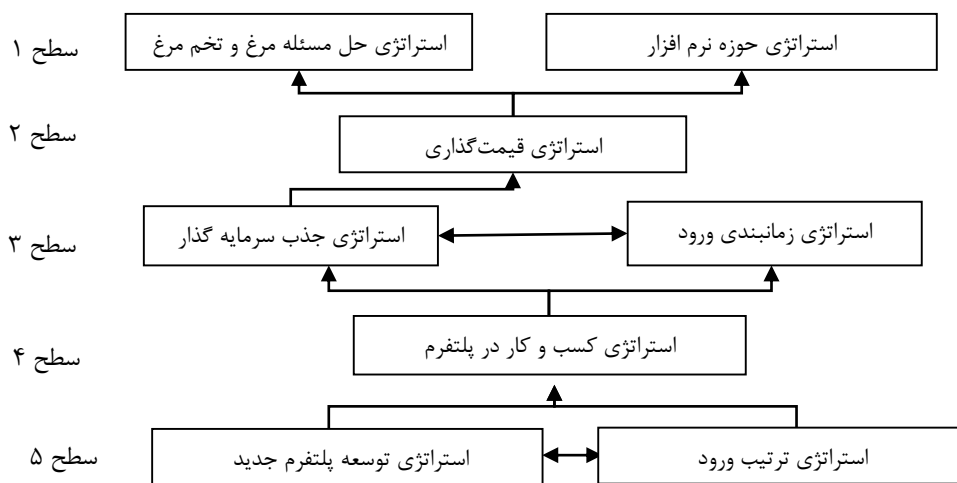 سطح ۱
استراتژی حوزه نرم افزار
استراتژی حل مسئله مرغ و تخم مرغ
سطح ۲
استراتژی قیمت‌گذاری
سطح ۳
استراتژی زمانبندی ورود
استراتژی جذب سرمایه گذار
سطح ۴
استراتژی کسب و کار در پلتفرم
سطح ۵
استراتژی ترتیب ورود
استراتژی توسعه پلتفرم جدید